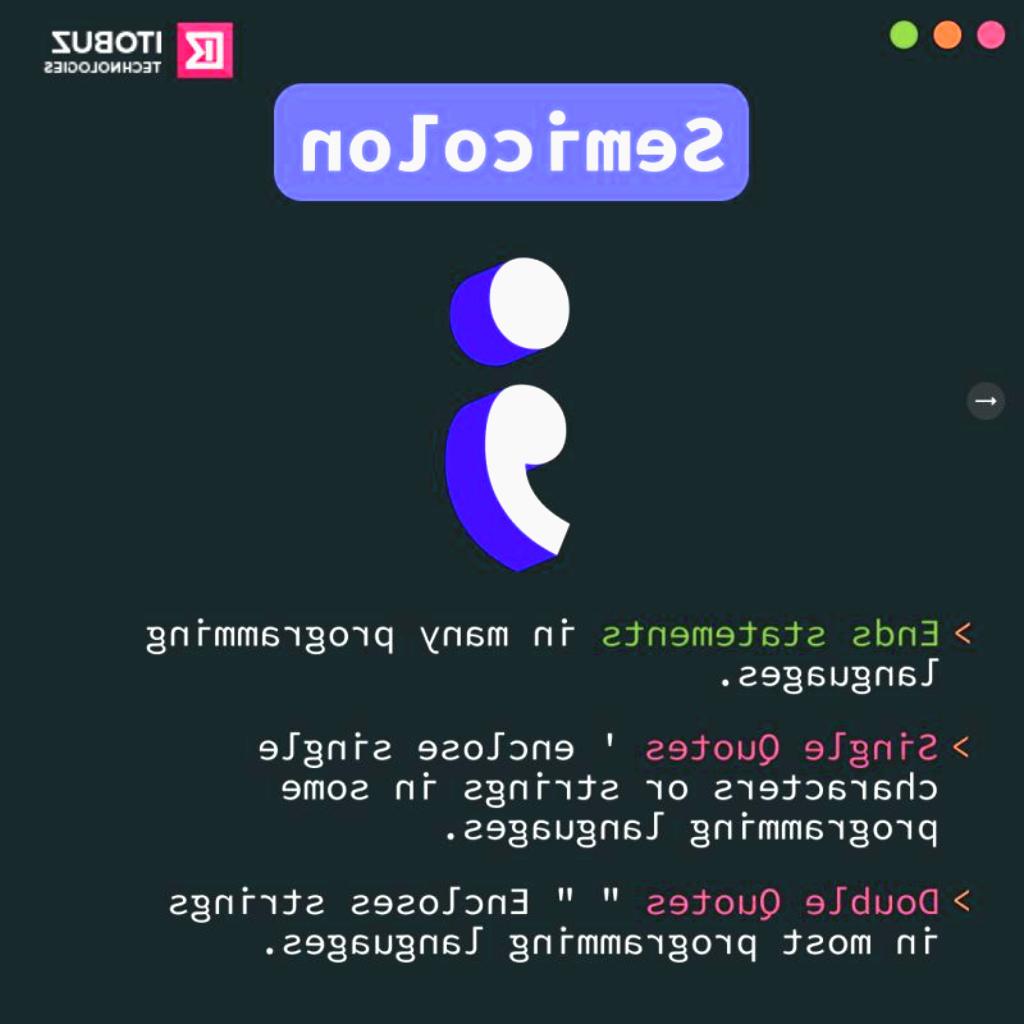 ITOBUZ
TECHNOLOGIES
Semicolon
;
> Ends statements in many programming
languages.
> Single Quotes ' enclose single
characters or strings in some
programming languages.
> Double Quotes " " Encloses strings
in most programming languages.